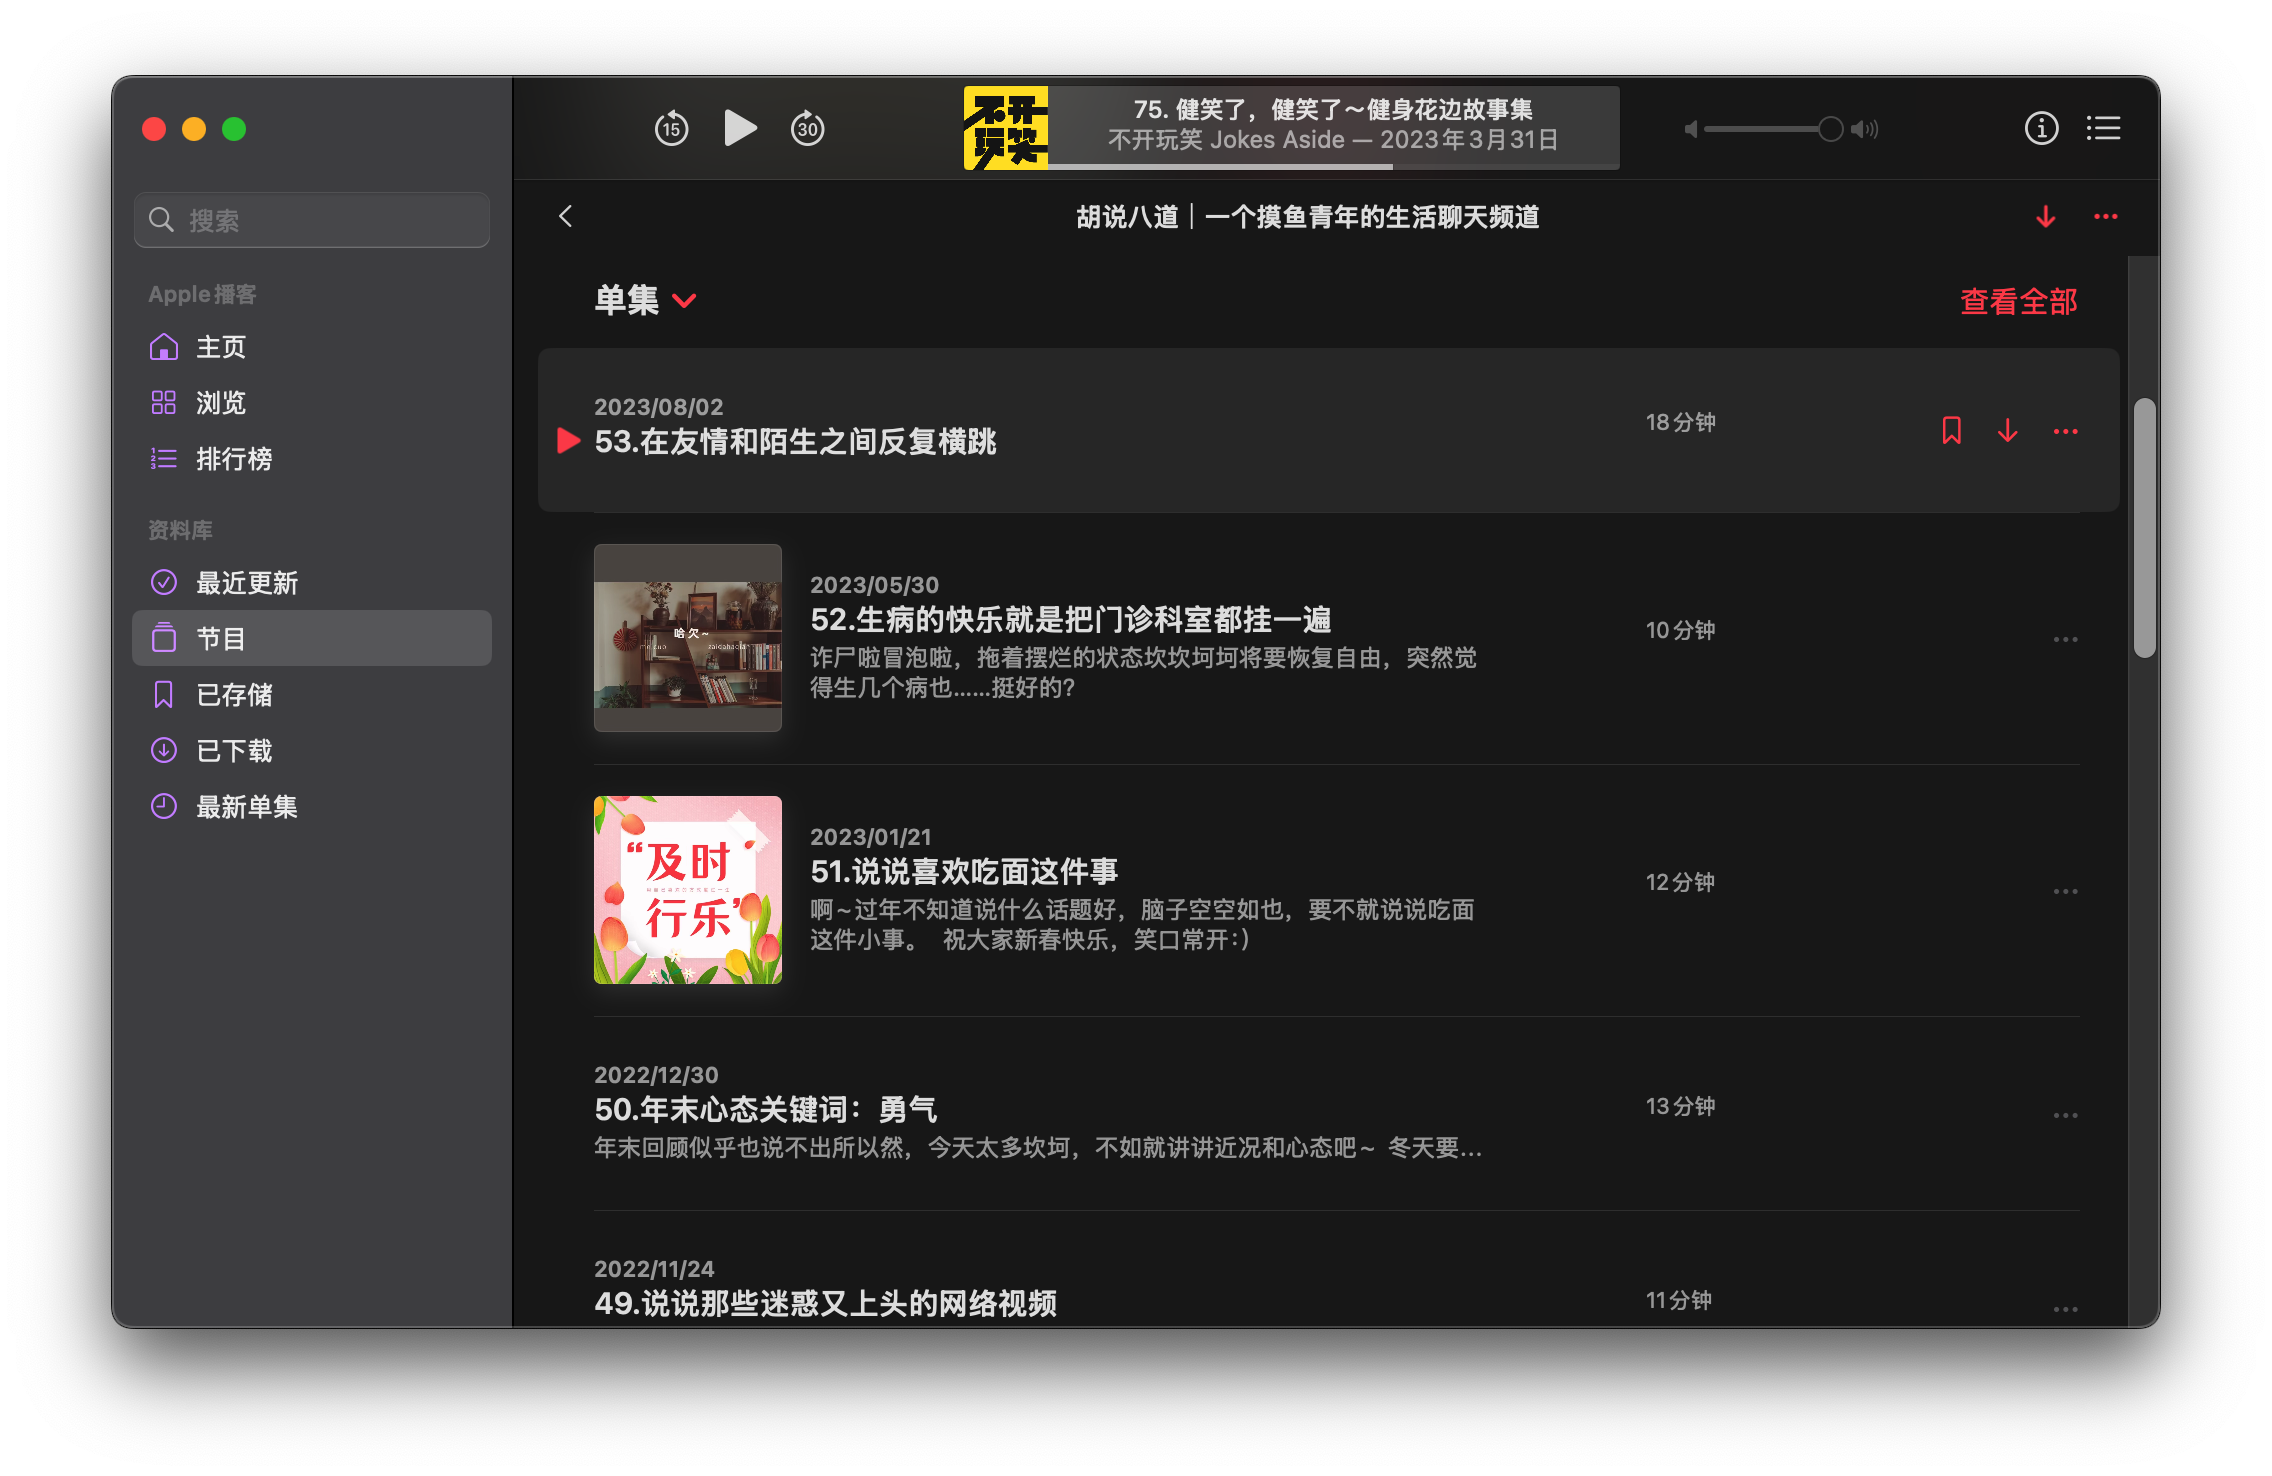 15
30
不开
玩笑
75. 健笑了，健笑了～健身花边故事集
不开玩笑 Jokes Aside — 2023年3月31日
搜索
Apple播客
主页
浏览
排行榜
资料库
最近更新
节目
已存储
已下载
最新单集
胡说八道｜一个摸鱼青年的生活聊天频道
单集
查看全部
2023/08/02
53.在友情和陌生之间反复横跳
18分钟
哈欠~
2023/05/30
52.生病的快乐就是把门诊科室都挂一遍
诈尸啦冒泡啦，拖着摆烂的状态坎坎坷坷将要恢复自由，突然觉
得生几个病也……挺好的?
10分钟
“及时
行乐”
2023/01/21
51.说说喜欢吃面这件事
啊~过年不知道说什么话题好，脑子空空如也，要不就说说吃面
这件小事。 祝大家新春快乐，笑口常开:)
12分钟
2022/12/30
50.年末心态关键词：勇气
年末回顾似乎也说不出所以然，今天太多坎坷，不如就讲讲近况和心态吧~ 冬天要...
13分钟
2022/11/24
49.说说那些迷惑又上头的网络视频
11分钟